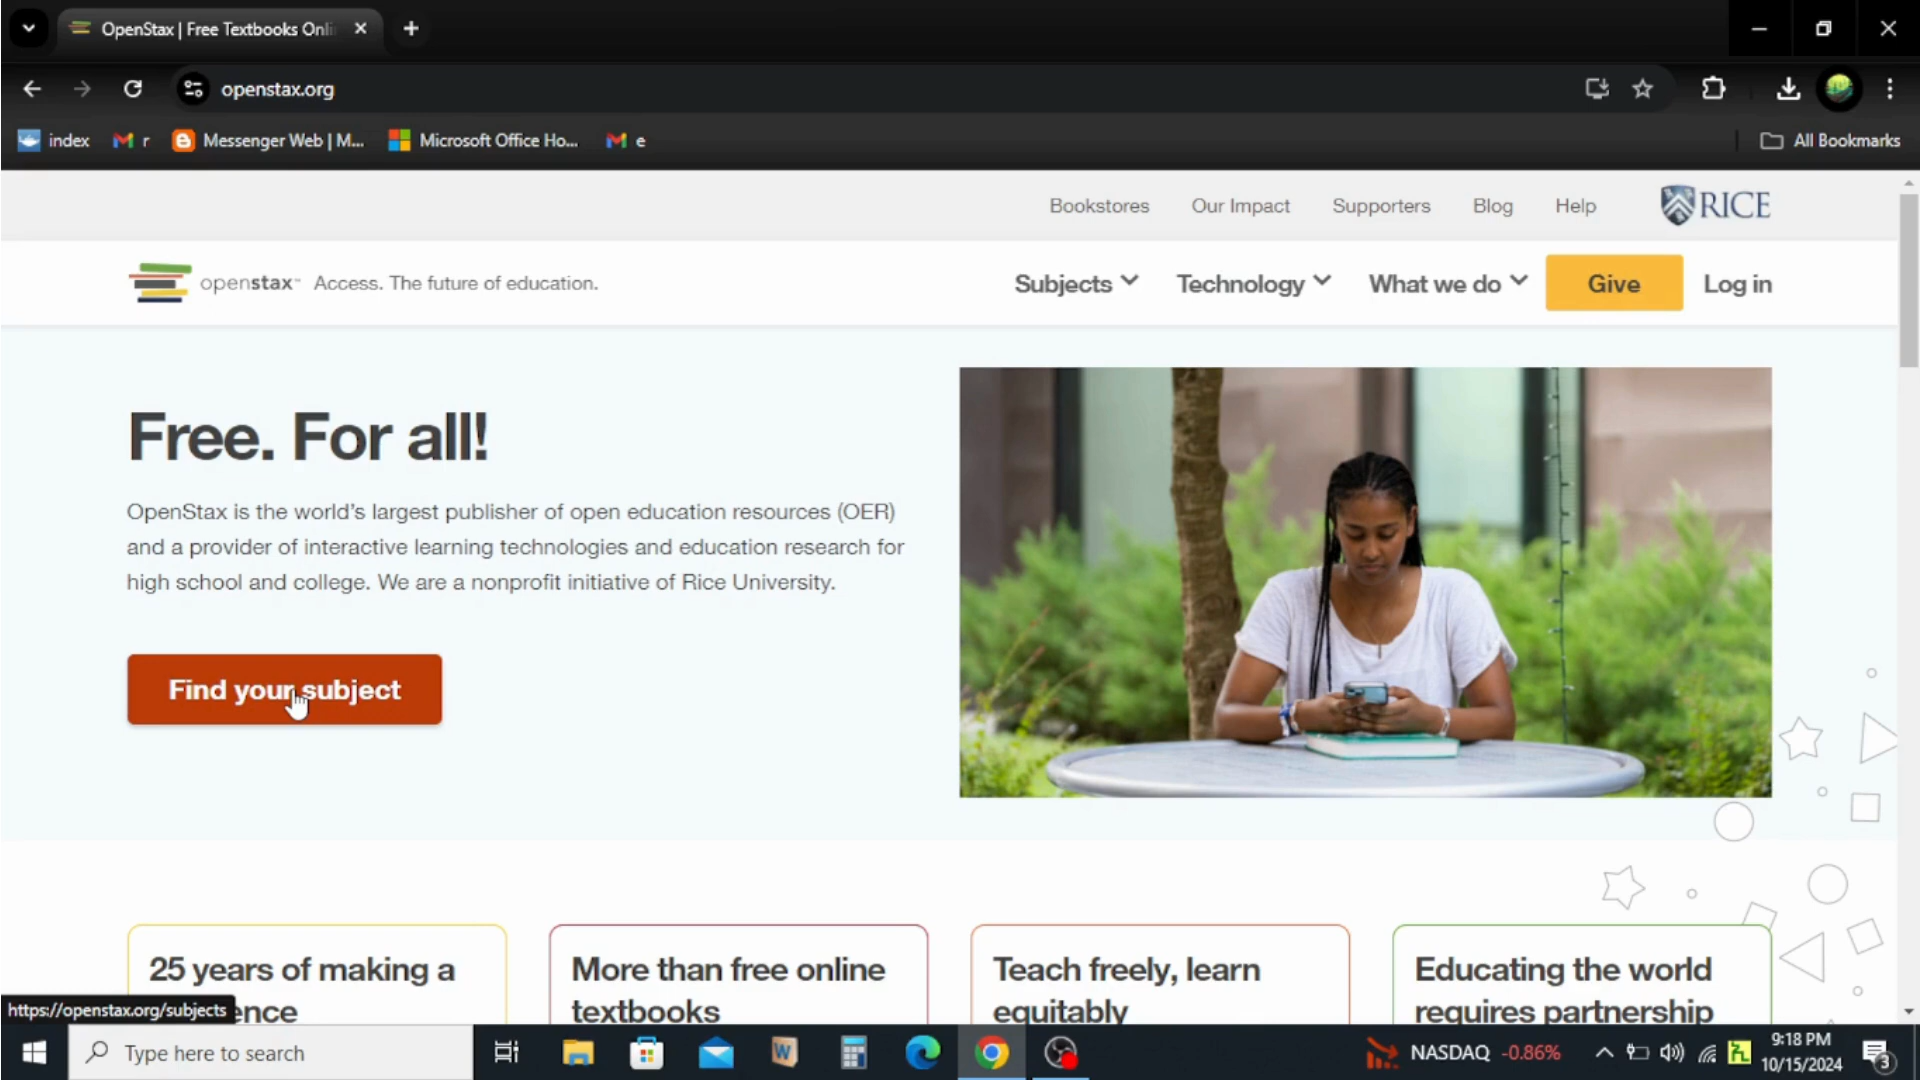 OpenStax | Free Textbooks Onli
openstax.org
index
r
Messenger Web | M...
Microsoft Office Ho...
e
All Bookmarks
Bookstores
Our Impact
Supporters
Blog
Help
RICE
openstax™ Access. The future of education.
Subjects
Technology
What we do
Give
Log in
Free. For all!
OpenStax is the world's largest publisher of open education resources (OER)
and a provider of interactive learning technologies and education research for
high school and college. We are a nonprofit initiative of Rice University.
Find your subject
25 years of making a
ence
More than free online
textbooks
Teach freely, learn
equitably
Educating the world
requires partnership
https://openstax.org/subjects
Type here to search
W
NASDAQ -0.86%
9:18 PM
10/15/2024
3